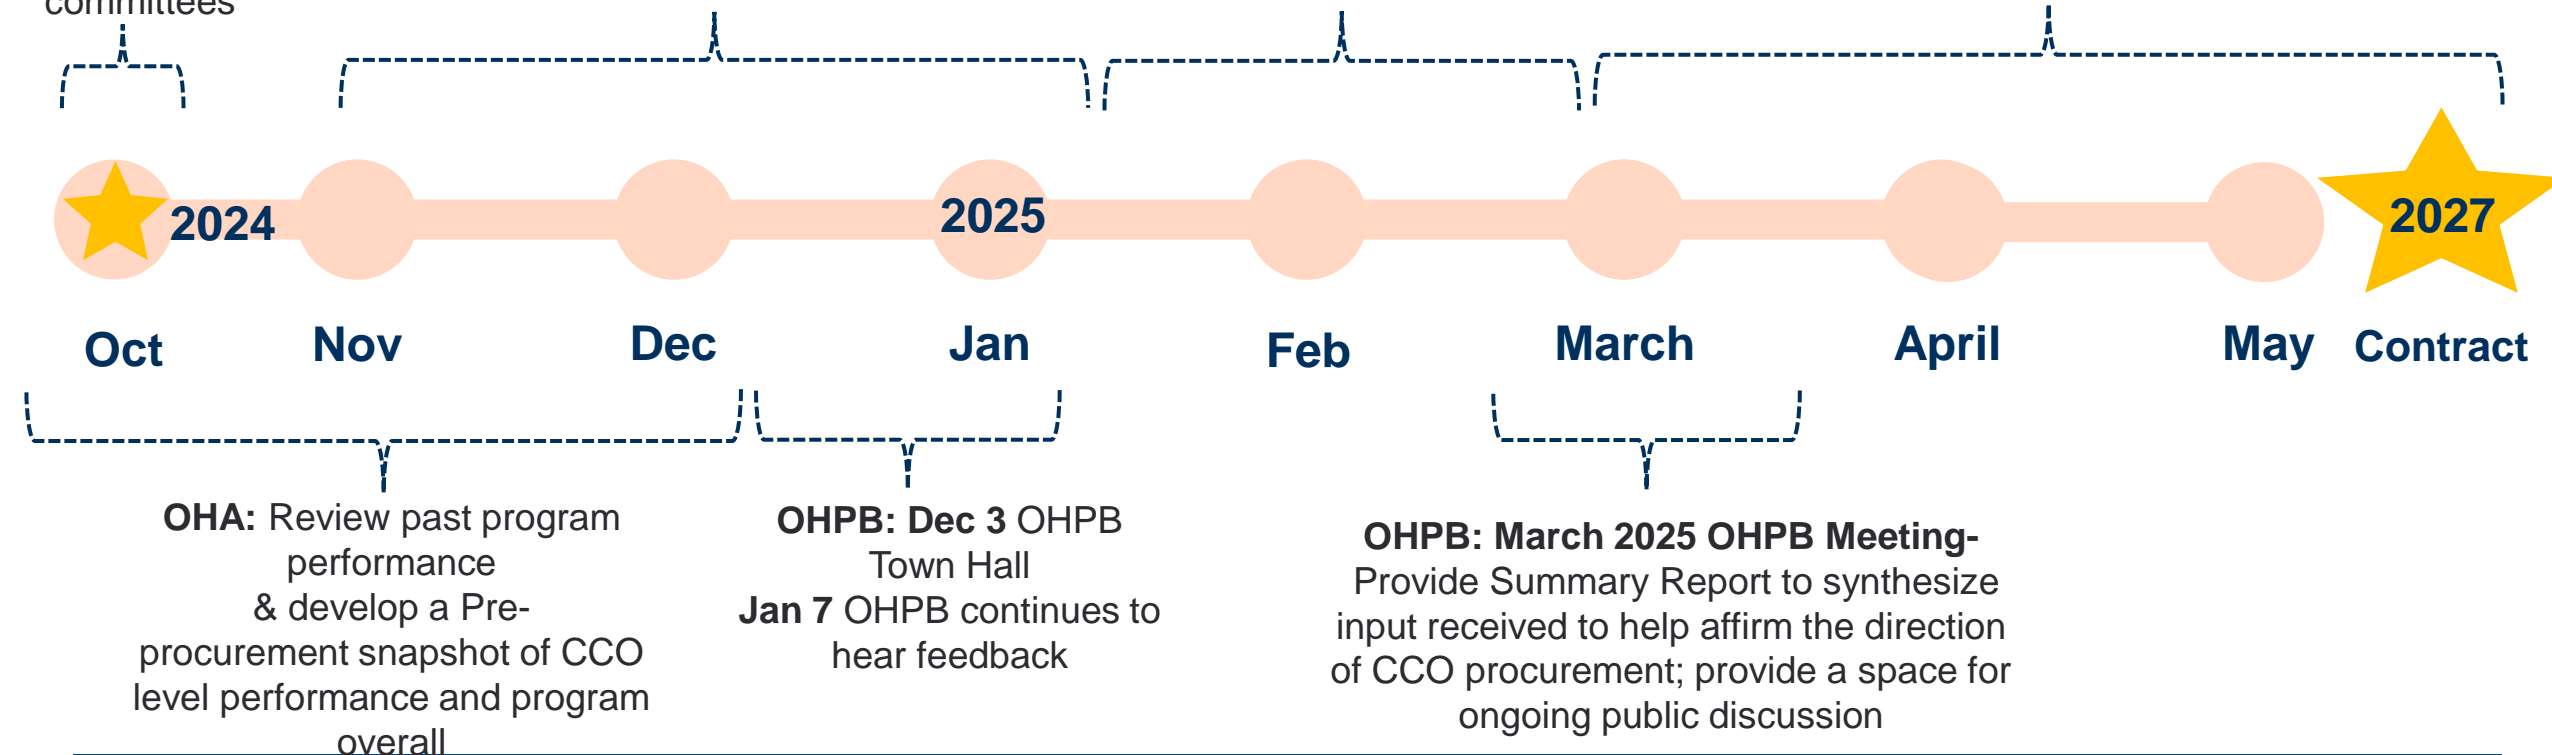 committees
2024
2025
2027
Oct
Nov
Dec
Jan
Feb
March
April
May
Contract
OHA: Review past program
performance
& develop a Pre-
procurement snapshot of CCO
level performance and program
overall
OHPB: Dec 3 OHPB
Town Hall
Jan 7 OHPB continues to
hear feedback
OHPB: March 2025 OHPB Meeting-
Provide Summary Report to synthesize
input received to help affirm the direction
of CCO procurement; provide a space for
ongoing public discussion